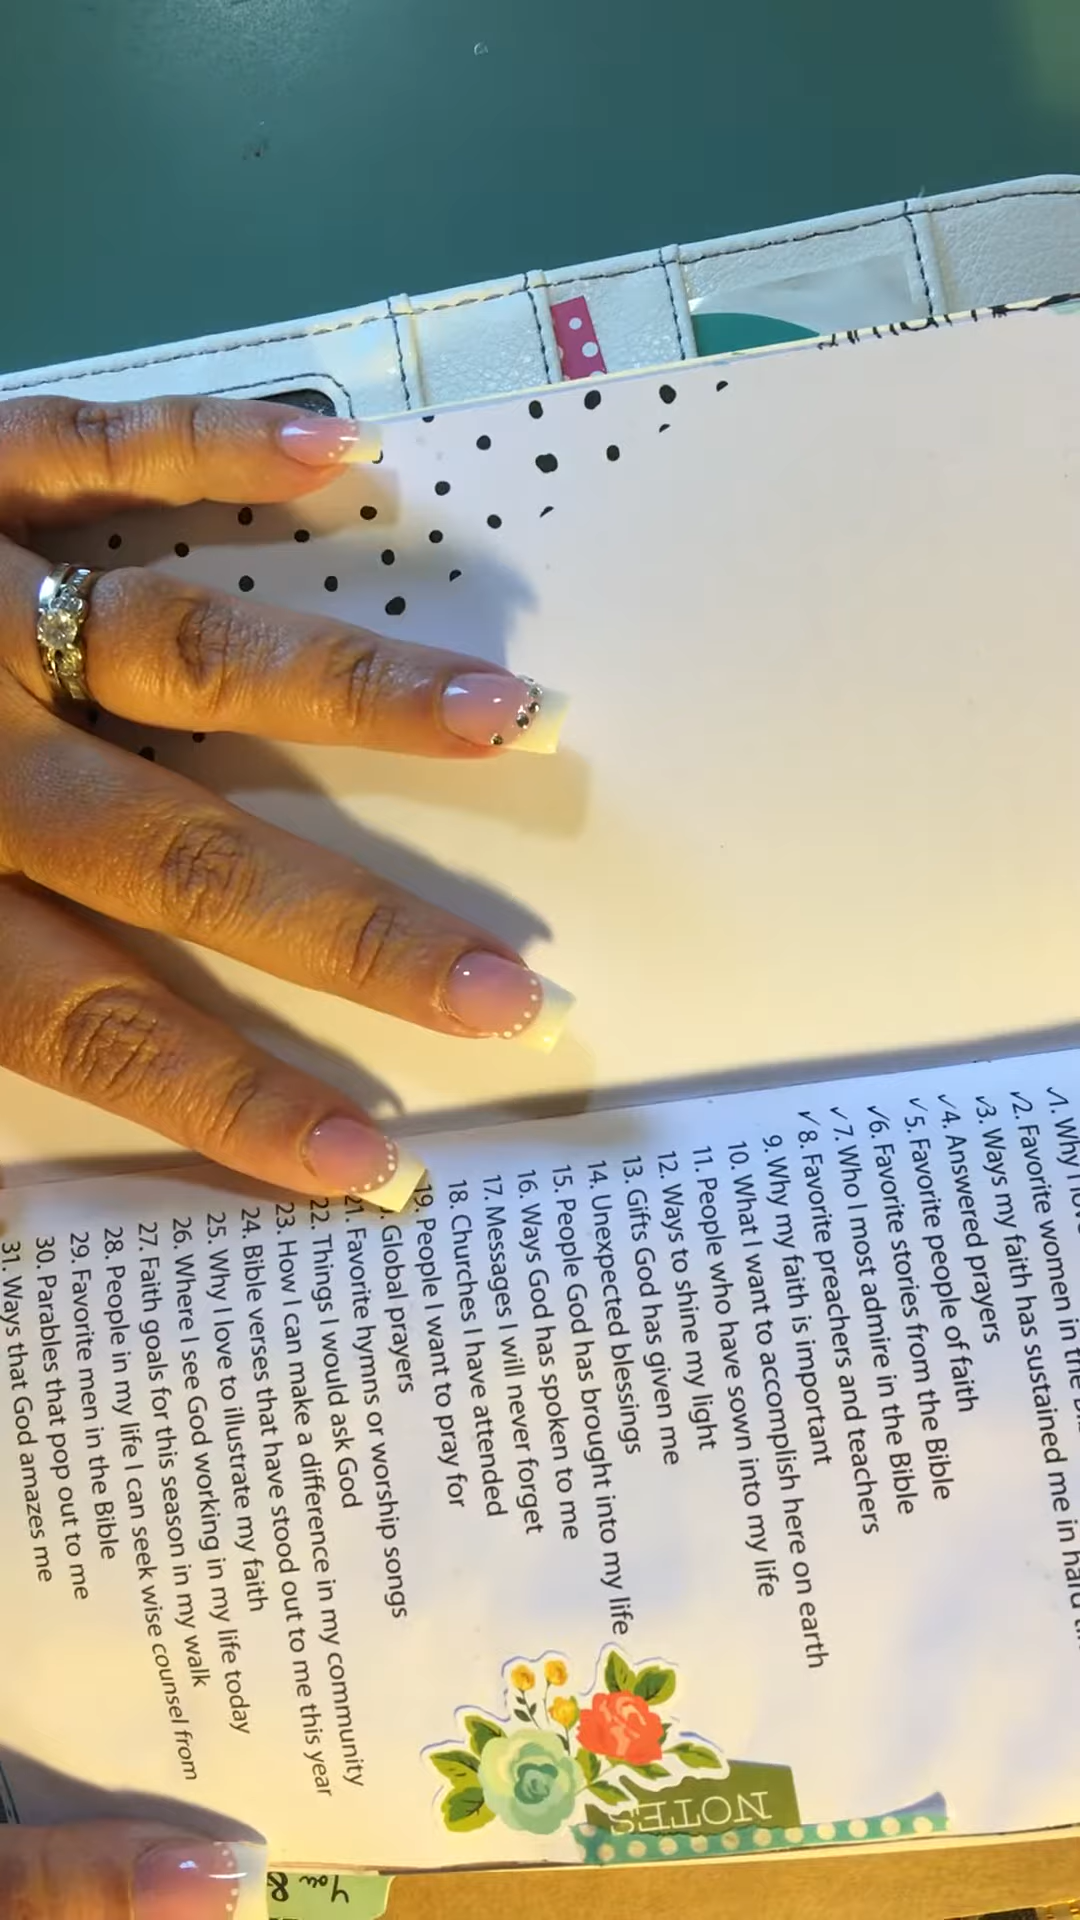 ✓1. Why I love
✓2. Favorite women in the
✓3. Ways my faith has sustained me in hard
✓4. Answered prayers
✓5. Favorite people of faith
✓6. Favorite stories from the Bible
✓7. Who I most admire in the Bible
✓8. Favorite preachers and teachers
9. Why my faith is important
10. What I want to accomplish here on earth
11. People who have sown into my life
12. Ways to shine my light
13. Gifts God has given me
14. Unexpected blessings
15. People God has brought into my life
16. Ways God has spoken to me
17. Messages I will never forget
18. Churches I have attended
19. People I want to pray for
. Global prayers
21. Favorite hymns or worship songs
22. Things I would ask God
23. How I can make a difference in my community
24. Bible verses that have stood out to me this year
25. Why I love to illustrate my faith
26. Where I see God working in my life today
27. Faith goals for this season in my walk
28. People in my life I can seek wise counsel from
29. Favorite men in the Bible
30. Parables that pop out to me
31. Ways that God amazes me
NOTES